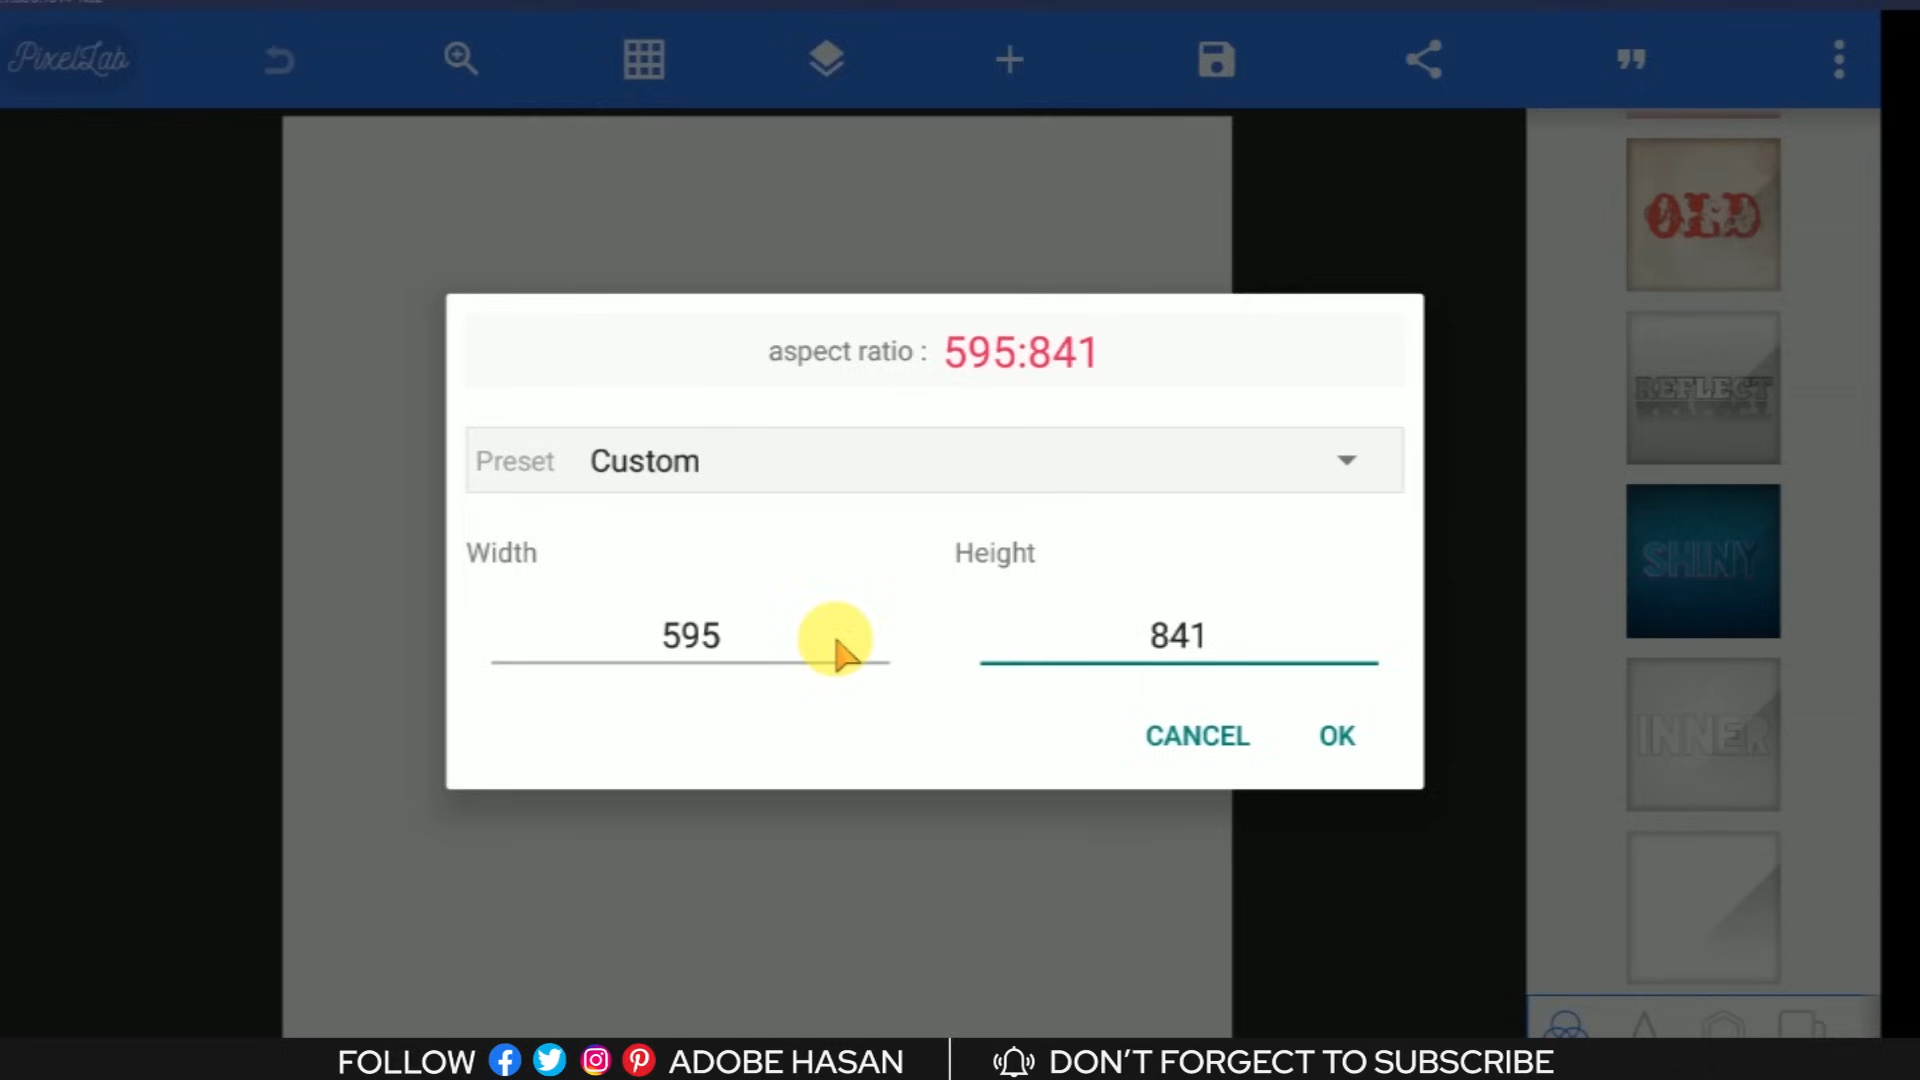 PixelLab
OLD
REFLECT
SHINY
INNER
aspect ratio : 595:841
Preset Custom
Width Height
595 841
CANCEL OK
FOLLOW ADOBE HASAN DON'T FORGECT TO SUBSCRIBE